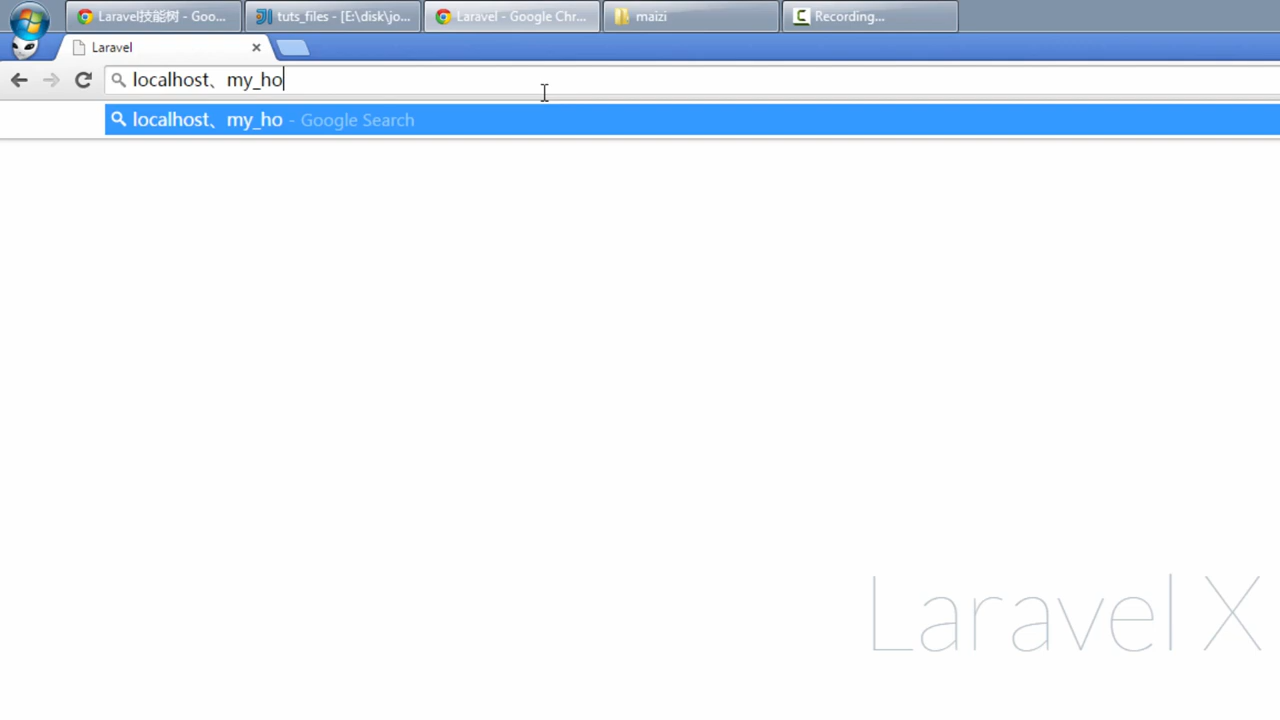 Laravel技能树 - Goo...
tuts_files - [E:\disk\jo...
Laravel - Google Chr...
maizi
Recording...
Laravel
localhost、my_ho
localhost、my_ho - Google Search
Laravel X